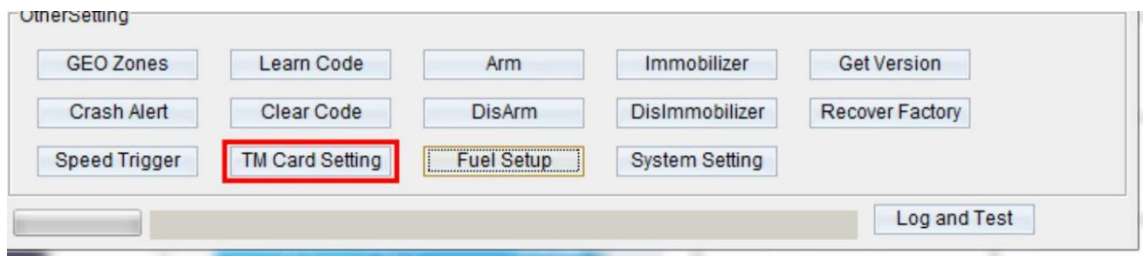 OtherSetting
GEO Zones Learn Code Arm Immobilizer Get Version
Crash Alert Clear Code DisArm DisImmobilizer Recover Factory
Speed Trigger TM Card Setting Fuel Setup System Setting
Log and Test